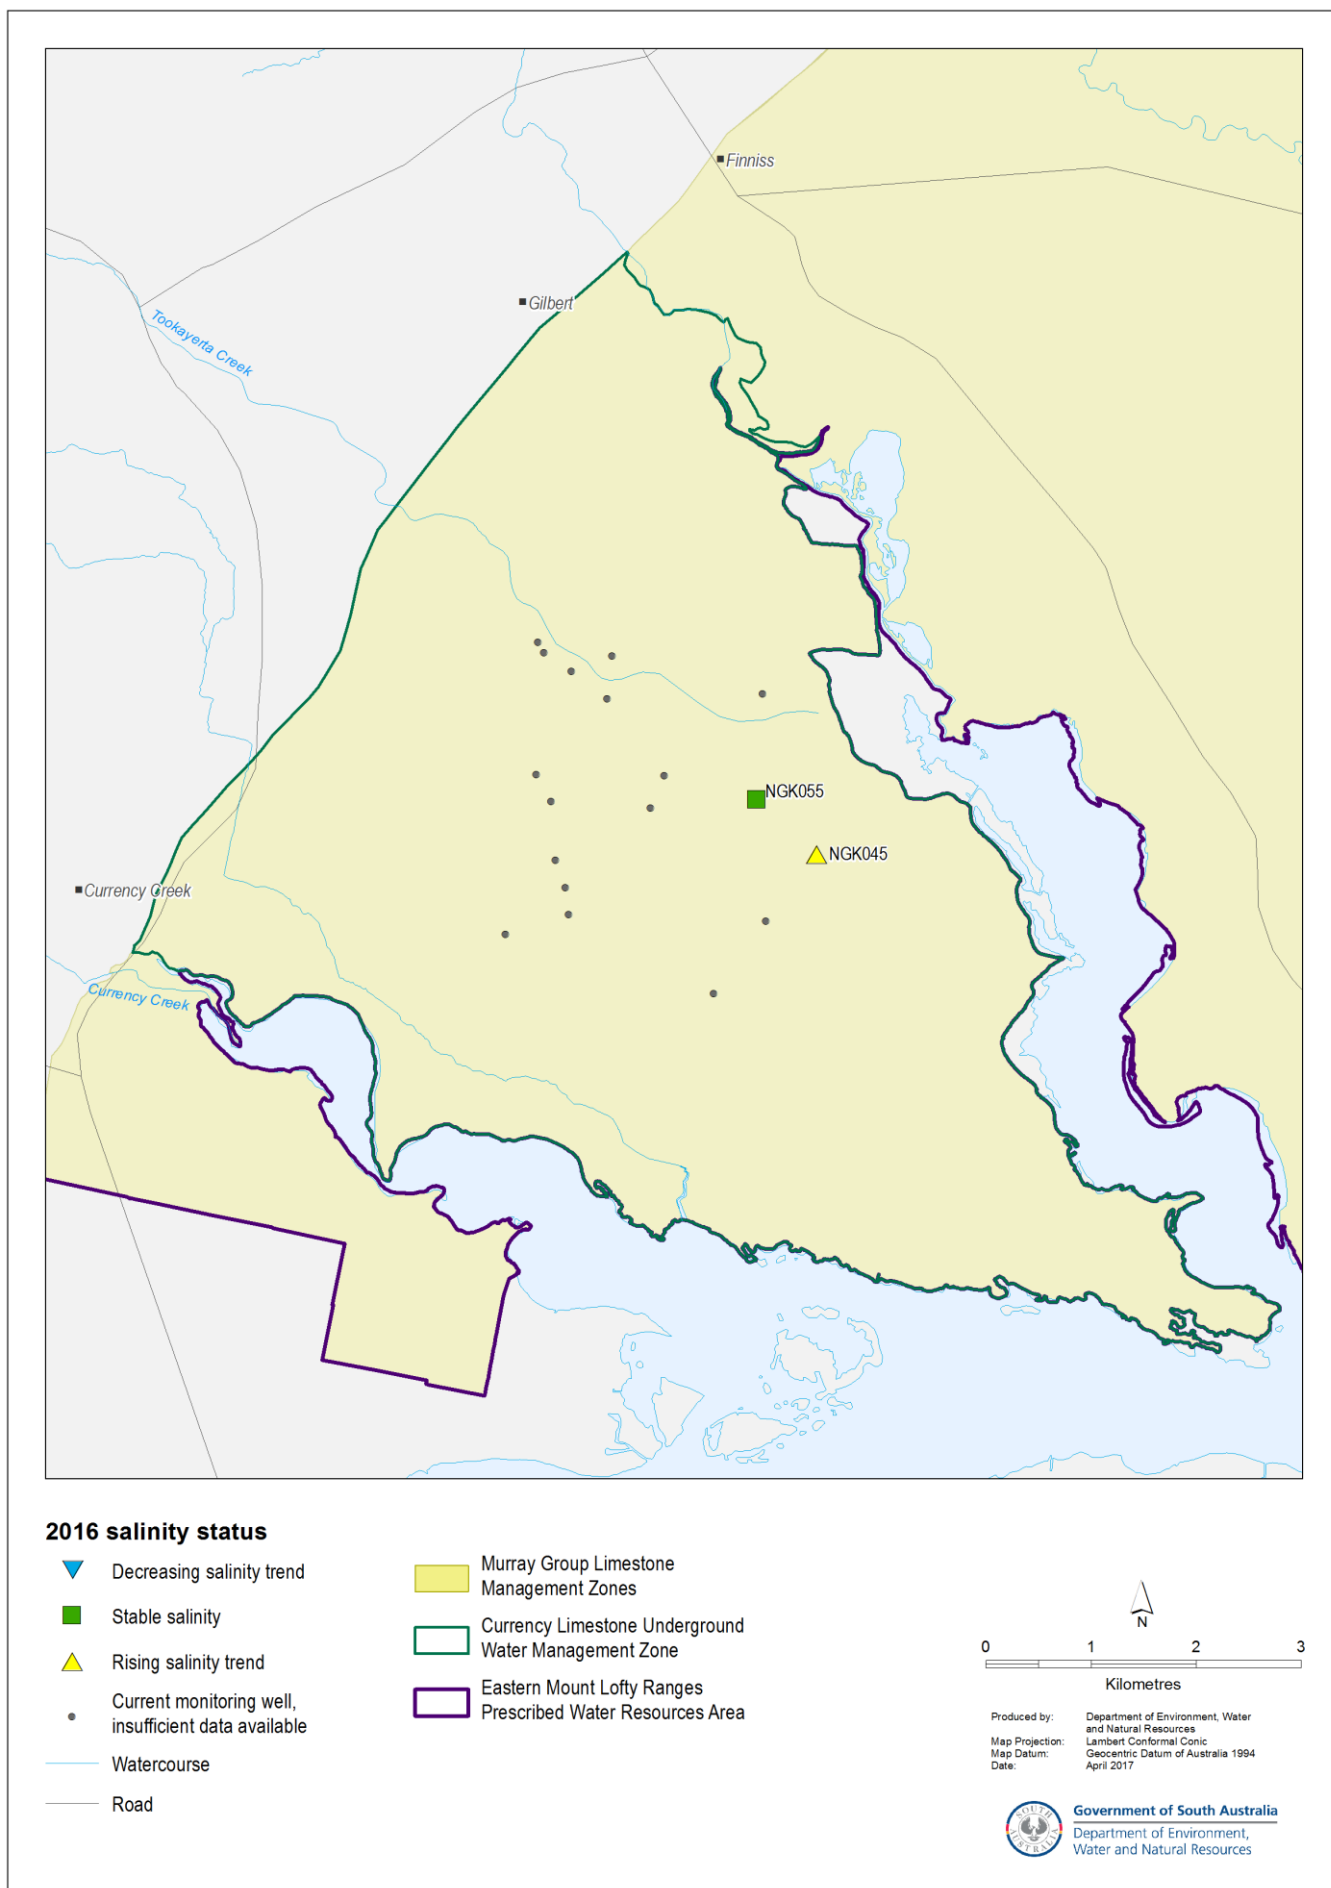 Finniss
Gilbert
Tookayerta Creek
NGK055
NGK045
Currency Creek
Currency Creek
2016 salinity status
Decreasing salinity trend
Stable salinity
Rising salinity trend
Current monitoring well,
insufficient data available
Watercourse
Road
Murray Group Limestone
Management Zones
Currency Limestone Underground
Water Management Zone
Eastern Mount Lofty Ranges
Prescribed Water Resources Area
N
0 1 2 3
Kilometres
Produced by: Department of Environment, Water
and Natural Resources
Map Projection: Lambert Conformal Conic
Map Datum: Geocentric Datum of Australia 1994
Date: April 2017
SOUTH
AUSTRALIA
Government of South Australia
Department of Environment,
Water and Natural Resources